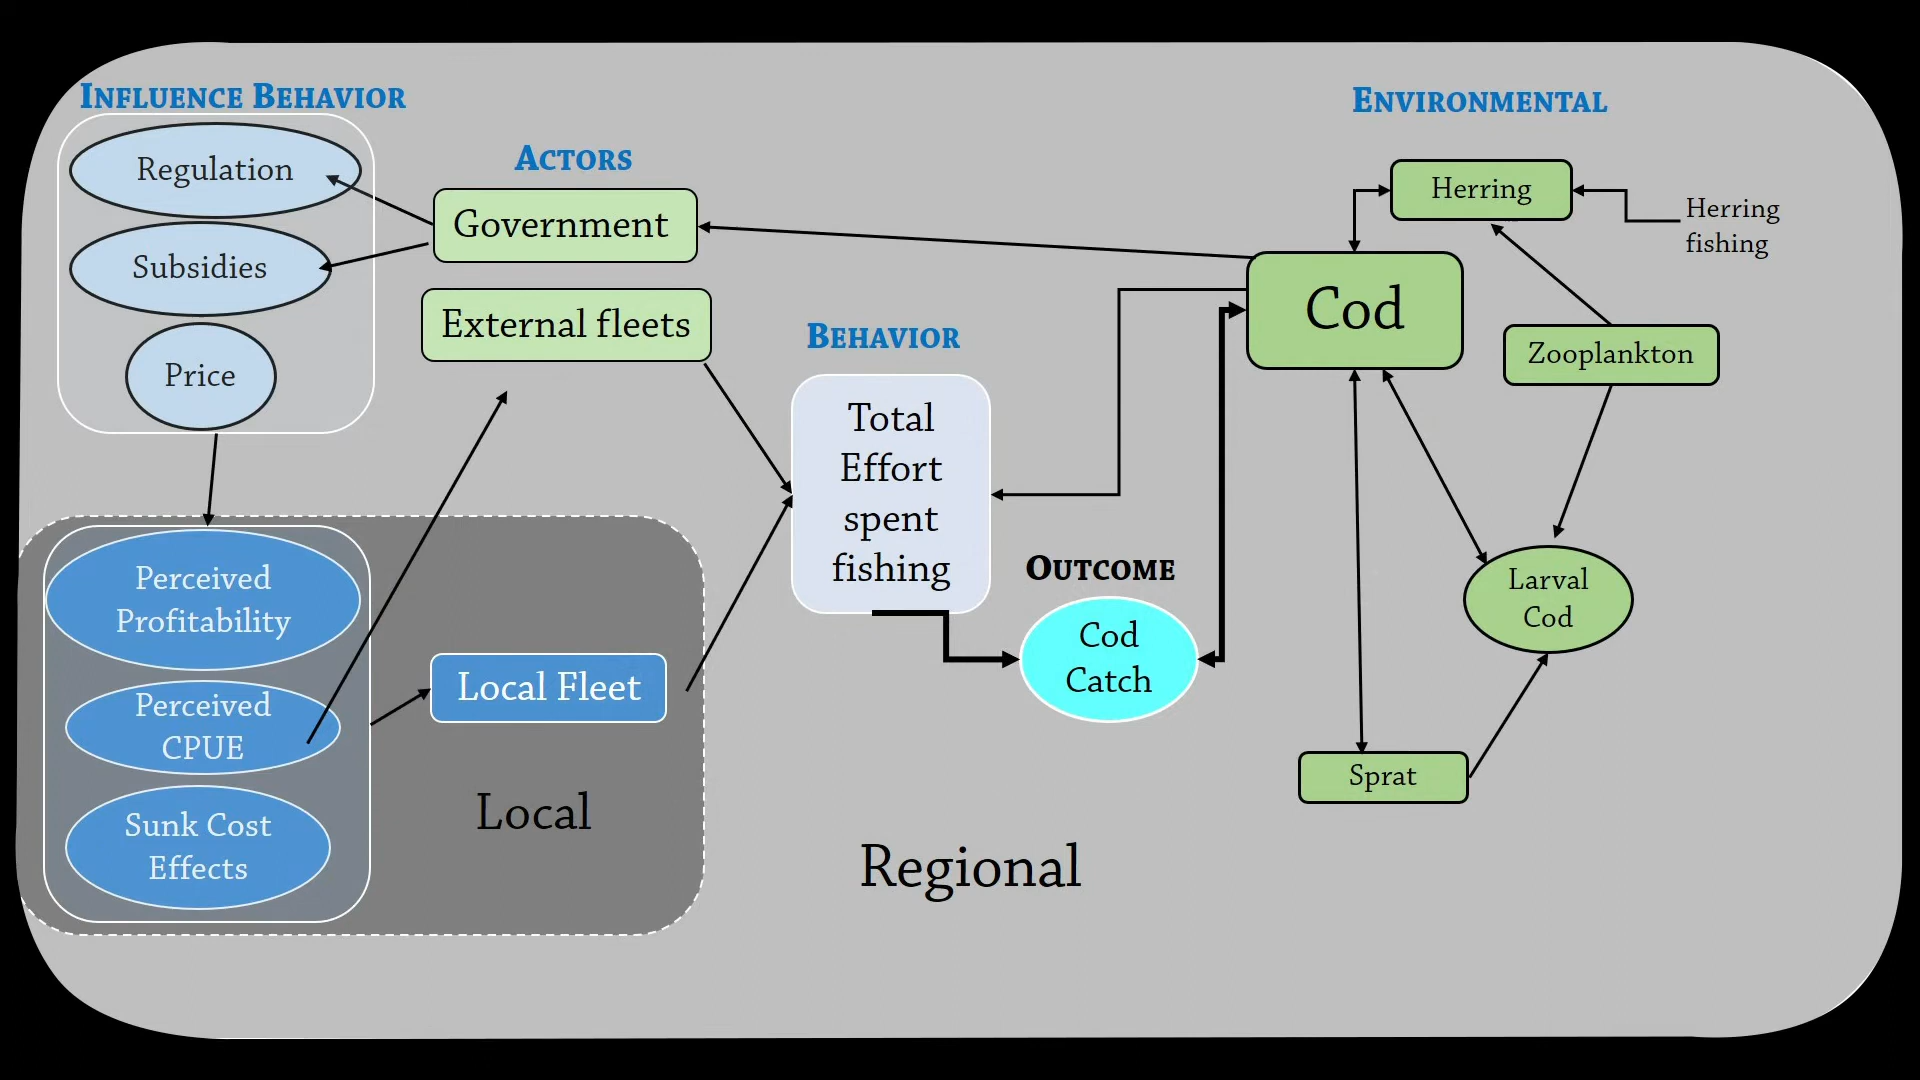 INFLUENCE BEHAVIOR
Regulation
Subsidies
Price
ACTORS
Government
External fleets
BEHAVIOR
Total
Effort
spent
fishing
OUTCOME
Cod
Catch
ENVIRONMENTAL
Herring
Herring
fishing
Cod
Zooplankton
Larval
Cod
Sprat
Perceived
Profitability
Perceived
CPUE
Sunk Cost
Effects
Local Fleet
Local
Regional